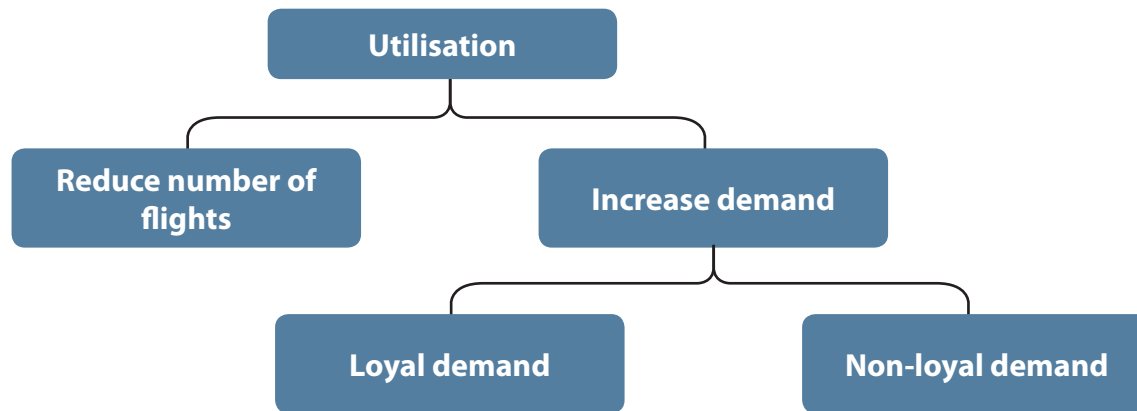 Utilisation
Reduce number of
flights
Increase demand
Loyal demand
Non-loyal demand